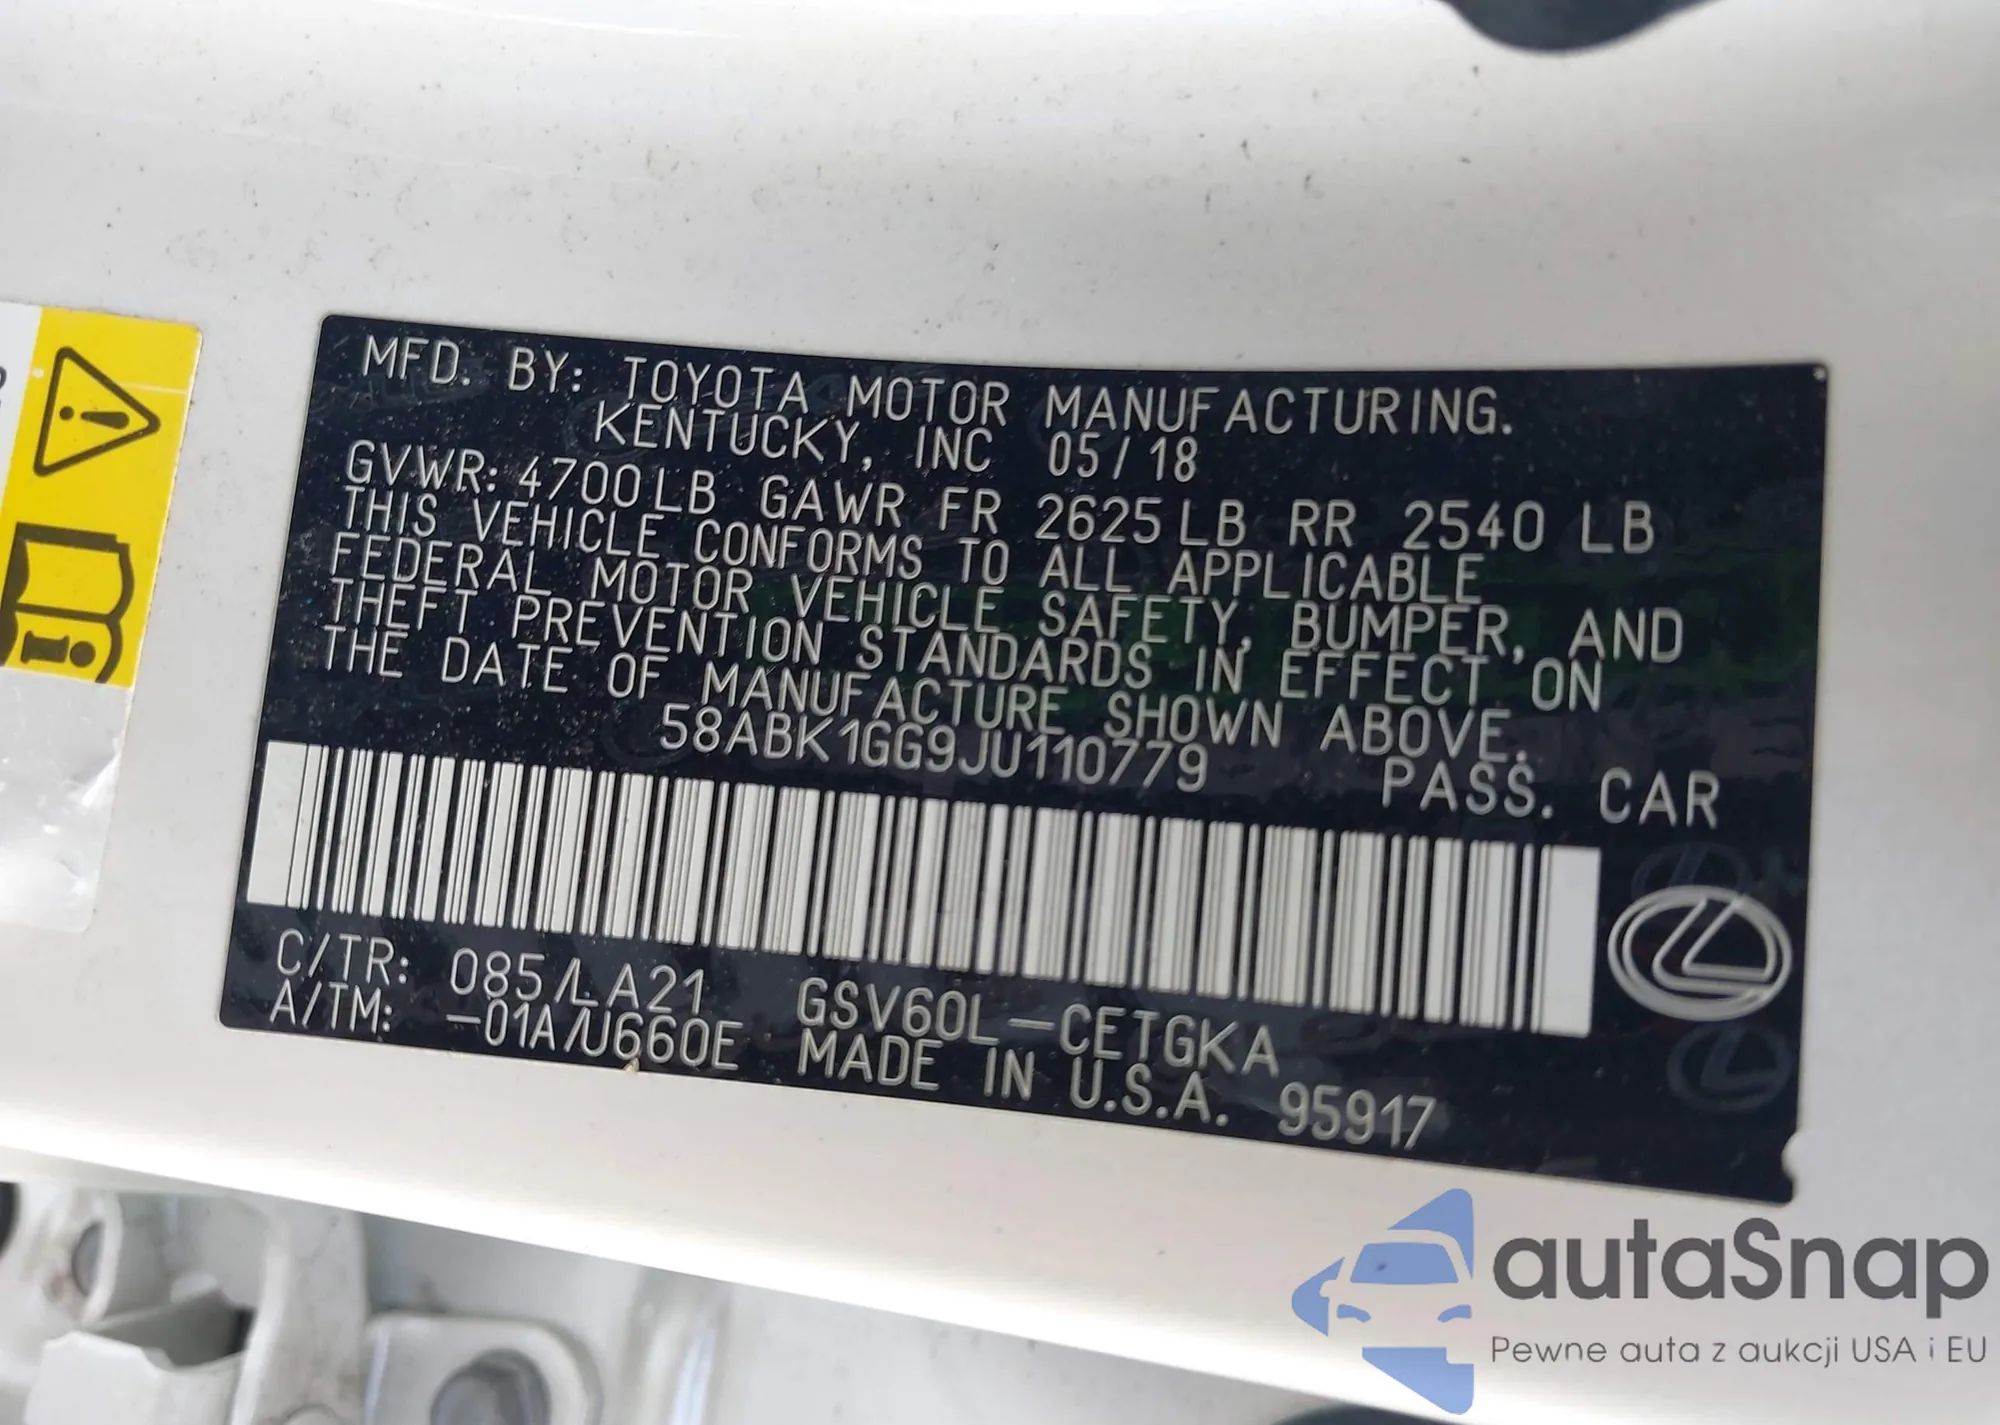 MFD. BY: TOYOTA MOTOR MANUFACTURING.
KENTUCKY, INC 05/18
GVWR: 4700LB GAWR FR 2625LB RR 2540 LB
THIS VEHICLE CONFORMS TO ALL APPLICABLE
FEDERAL MOTOR VEHICLE SAFETY, BUMPER, AND
THEFT PREVENTION STANDARDS IN EFFECT ON
THE DATE OF MANUFACTURE SHOWN ABOVE.
58ABK1GG9JU110779 PASS. CAR
C/TR: 085/LA21 GSV60L-CETGKA
A/TM: -01A/U660E MADE IN U.S.A. 95917
autaSnap
Pewne auta z aukcji USA i EU